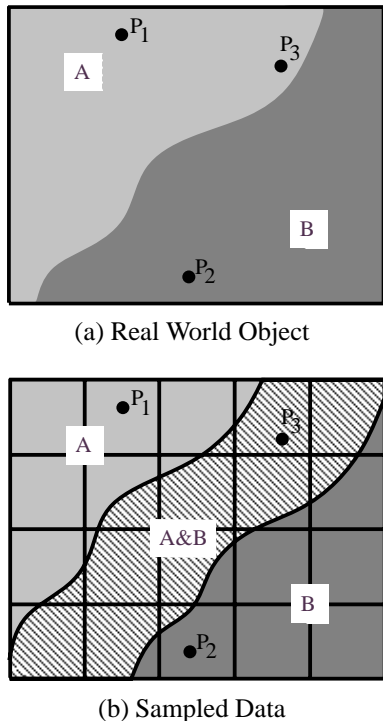 P1
P3
A
B
P2
(a) Real World Object
P1
P3
A
A&B
B
P2
(b) Sampled Data